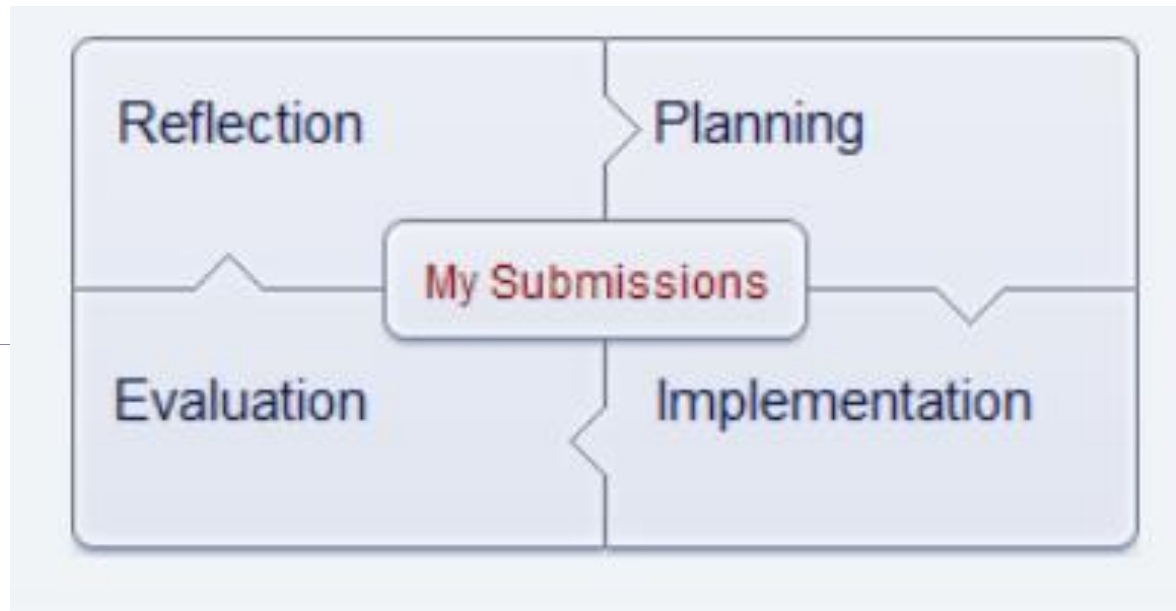 Reflection
Planning
My Submissions
Evaluation
Implementation